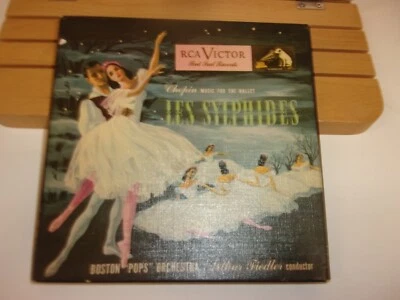 RCA VICTOR
Red Seal Records
Chopin MUSIC FOR THE BALLET
LES SYLPHIDES
BOSTON "POPS" ORCHESTRA, Arthur Fiedler conductor